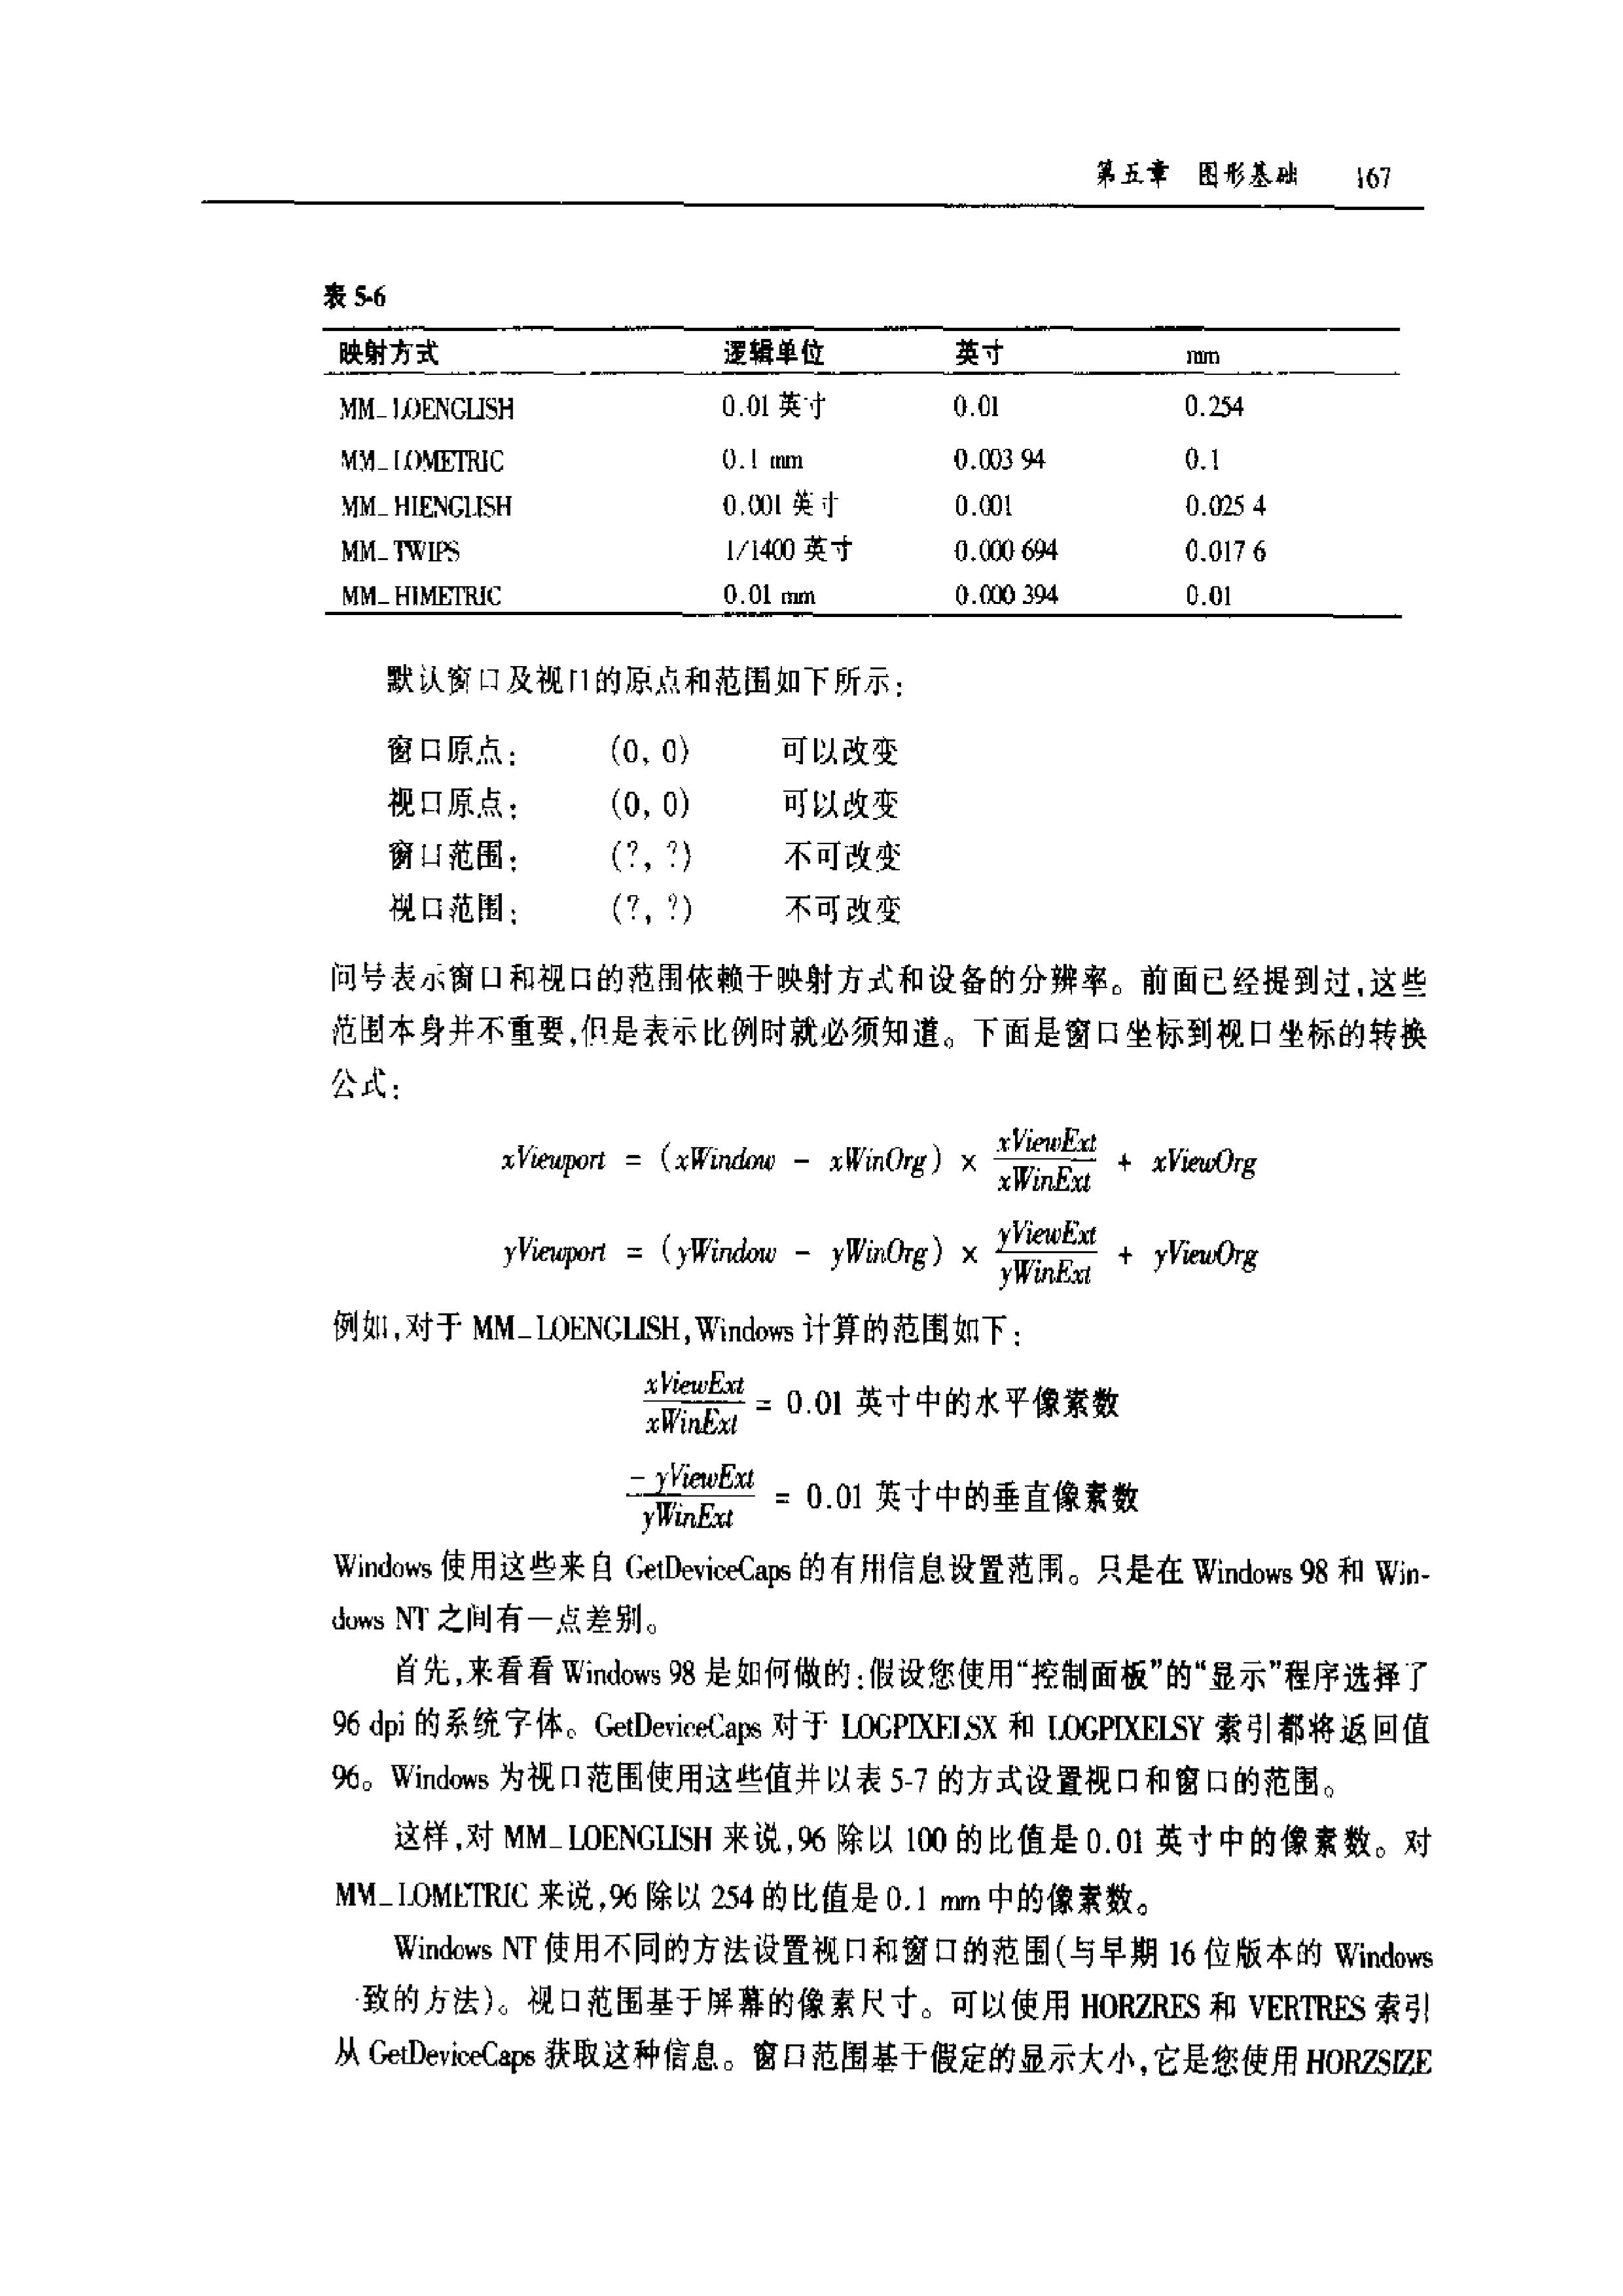 第五章 图形基础 167
表 5-6
映射方式 逻辑单位 英寸 mm
MM_LOENGLISH 0.01 英寸 0.01 0.254
MM_LOMETRIC 0.1 mm 0.003 94 0.1
MM_HIENGLISH 0.001 英寸 0.001 0.025 4
MM_TWIPS 1/1400 英寸 0.000 694 0.017 6
MM_HIMETRIC 0.01 mm 0.000 394 0.01
默认窗口及视口的原点和范围如下所示:
窗口原点: (0, 0) 可以改变
视口原点: (0, 0) 可以改变
窗口范围: (?, ?) 不可改变
视口范围: (?, ?) 不可改变
问号表示窗口和视口的范围依赖于映射方式和设备的分辨率。前面已经提到过,这些
范围本身并不重要,但是表示比例时就必须知道。下面是窗口坐标到视口坐标的转换
公式:
xViewport = (xWindow - xWinOrg) × xViewExt/xWinExt + xViewOrg
yViewport = (yWindow - yWinOrg) × yViewExt/yWinExt + yViewOrg
例如,对于 MM_LOENGLISH,Windows 计算的范围如下:
xViewExt/xWinExt = 0.01 英寸中的水平像素数
-yViewExt/yWinExt = 0.01 英寸中的垂直像素数
Windows 使用这些来自 GetDeviceCaps 的有用信息设置范围。只是在 Windows 98 和 Win-
dows NT 之间有一点差别。
首先,来看看 Windows 98 是如何做的:假设您使用“控制面板”的“显示”程序选择了
96 dpi 的系统字体。GetDeviceCaps 对于 LOGPIXELSX 和 LOGPIXELSY 索引都将返回值
96。Windows 为视口范围使用这些值并以表 5-7 的方式设置视口和窗口的范围。
这样,对 MM_LOENGLISH 来说,96 除以 100 的比值是 0.01 英寸中的像素数。对
MM_LOMETRIC 来说,96 除以 254 的比值是 0.1 mm 中的像素数。
Windows NT 使用不同的方法设置视口和窗口的范围(与早期 16 位版本的 Windows
一致的方法)。视口范围基于屏幕的像素尺寸。可以使用 HORZRES 和 VERTRES 索引
从 GetDeviceCaps 获取这种信息。窗口范围基于假定的显示大小,它是您使用 HORZSIZE